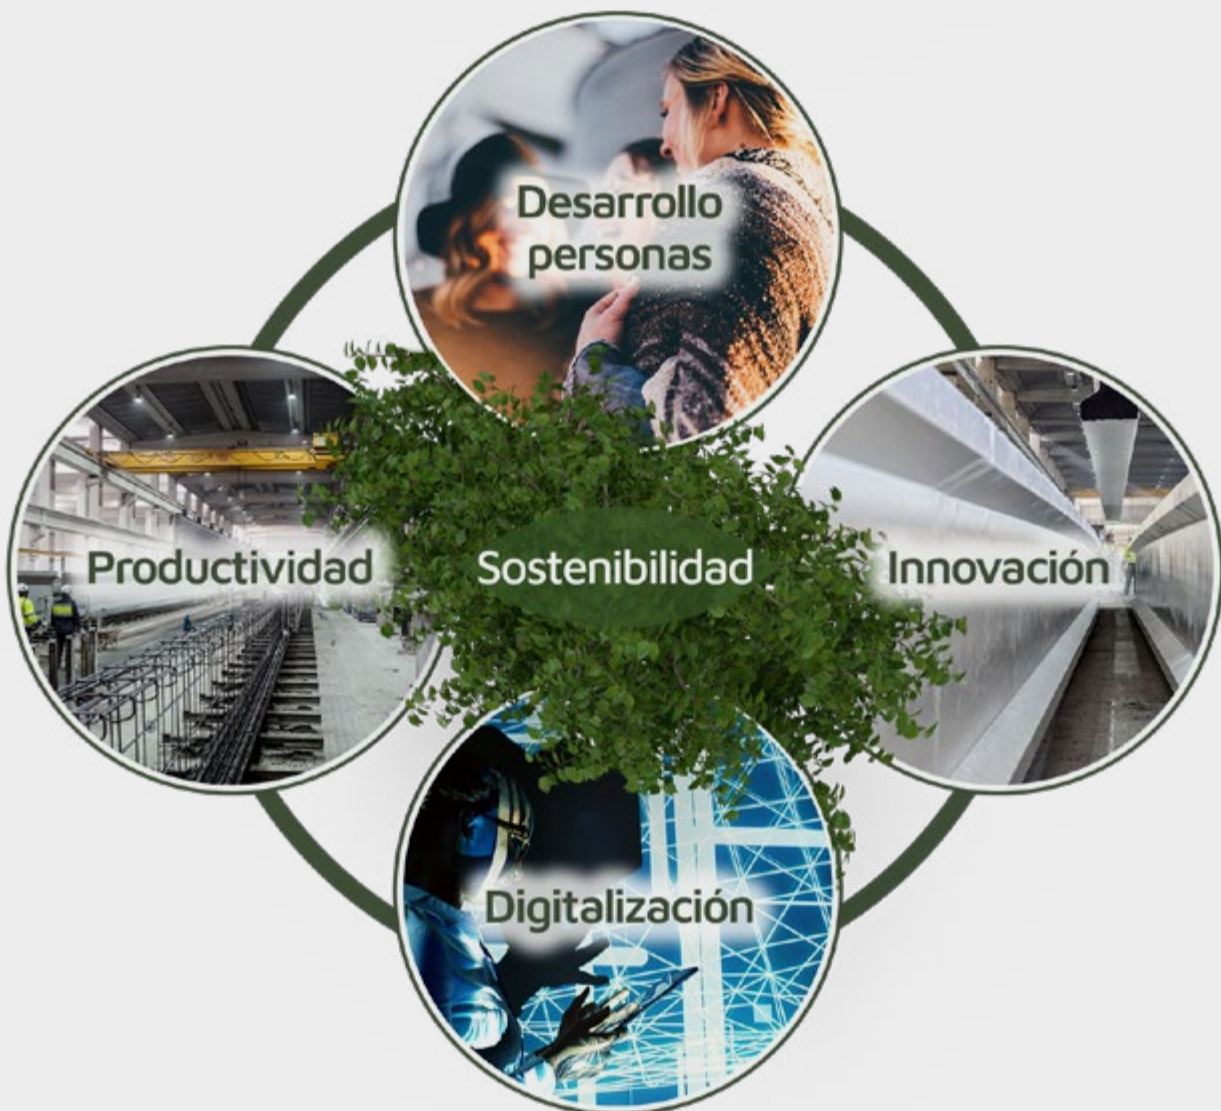 Desarrollo
personas
Productividad
Sostenibilidad
Innovación
Digitalización